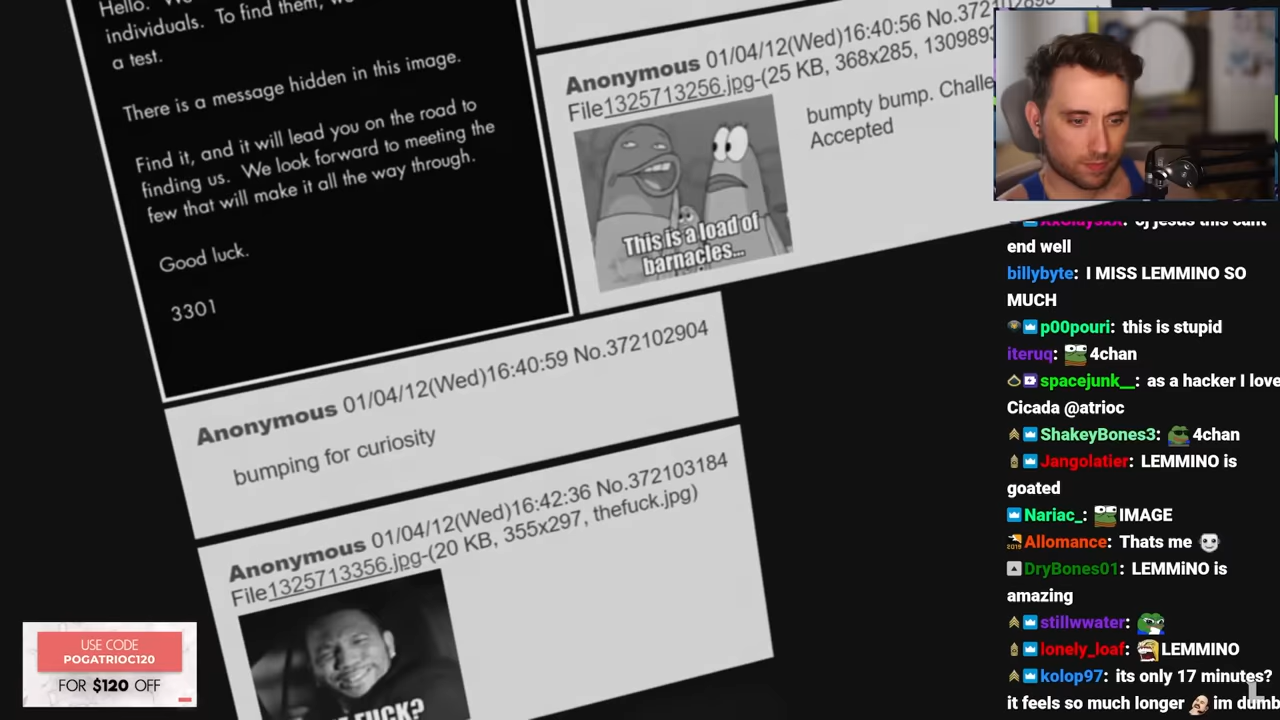 Hello. We
individuals. To find them, we
a test.
There is a message hidden in this image.
Find it, and it will lead you on the road to
finding us. We look forward to meeting the
few that will make it all the way through.
Good luck.
3301
Anonymous 01/04/12(Wed)16:40:56 No.372102895
File1325713256.jpg-(25 KB, 368x285, 1309893
bumpty bump. Challe
Accepted
This is a load of
barnacles...
Anonymous 01/04/12(Wed)16:40:59 No.372102904
bumping for curiosity
Anonymous 01/04/12(Wed)16:42:36 No.372103184
File1325713356.jpg-(20 KB, 355x297, thefuck.jpg)
FUCK?
USE CODE
POGATRIOC120
FOR $120 OFF
end well
billybyte: I MISS LEMMINO SO
MUCH
p00pouri: this is stupid
iteruq: 4chan
spacejunk__: as a hacker I love
Cicada @atrioc
ShakeyBones3: 4chan
Jangolatier: LEMMINO is
goated
Nariac_: IMAGE
Allomance: Thats me
DryBones01: LEMMiNO is
amazing
stillwwater:
lonely_loaf: LEMMINO
kolop97: its only 17 minutes?
it feels so much longer im dumb